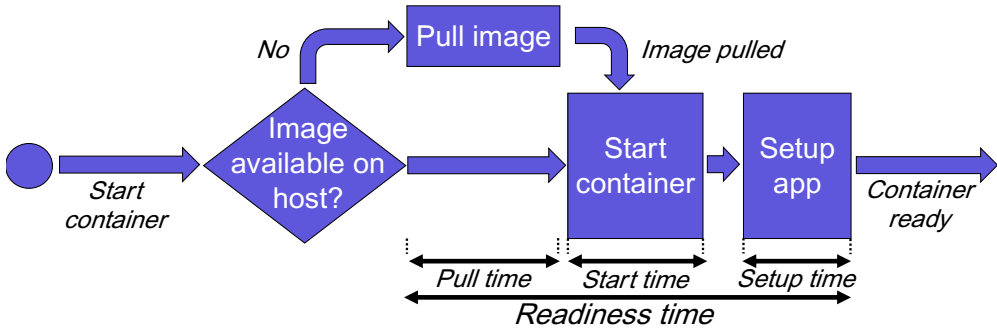 No
Pull image
Image pulled
Image
available on
host?
Start
container
Start
container
Setup
app
Container
ready
Pull time
Start time
Setup time
Readiness time